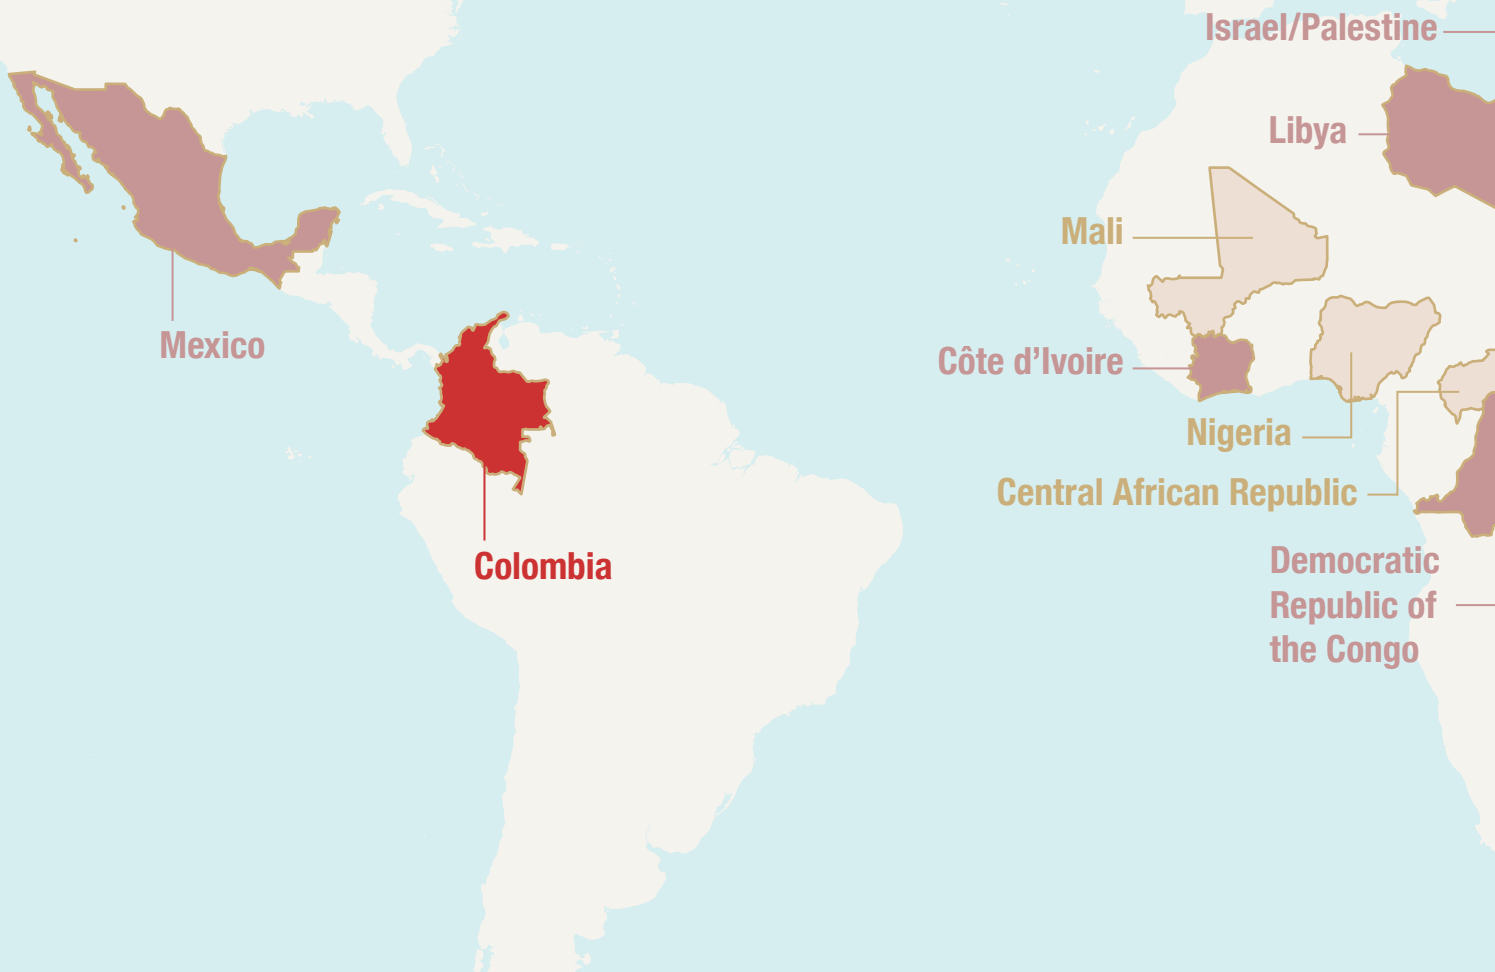 Israel/Palestine
Libya
Mali
Mexico
Côte d’Ivoire
Nigeria
Central African Republic
Colombia
Democratic
Republic of
the Congo